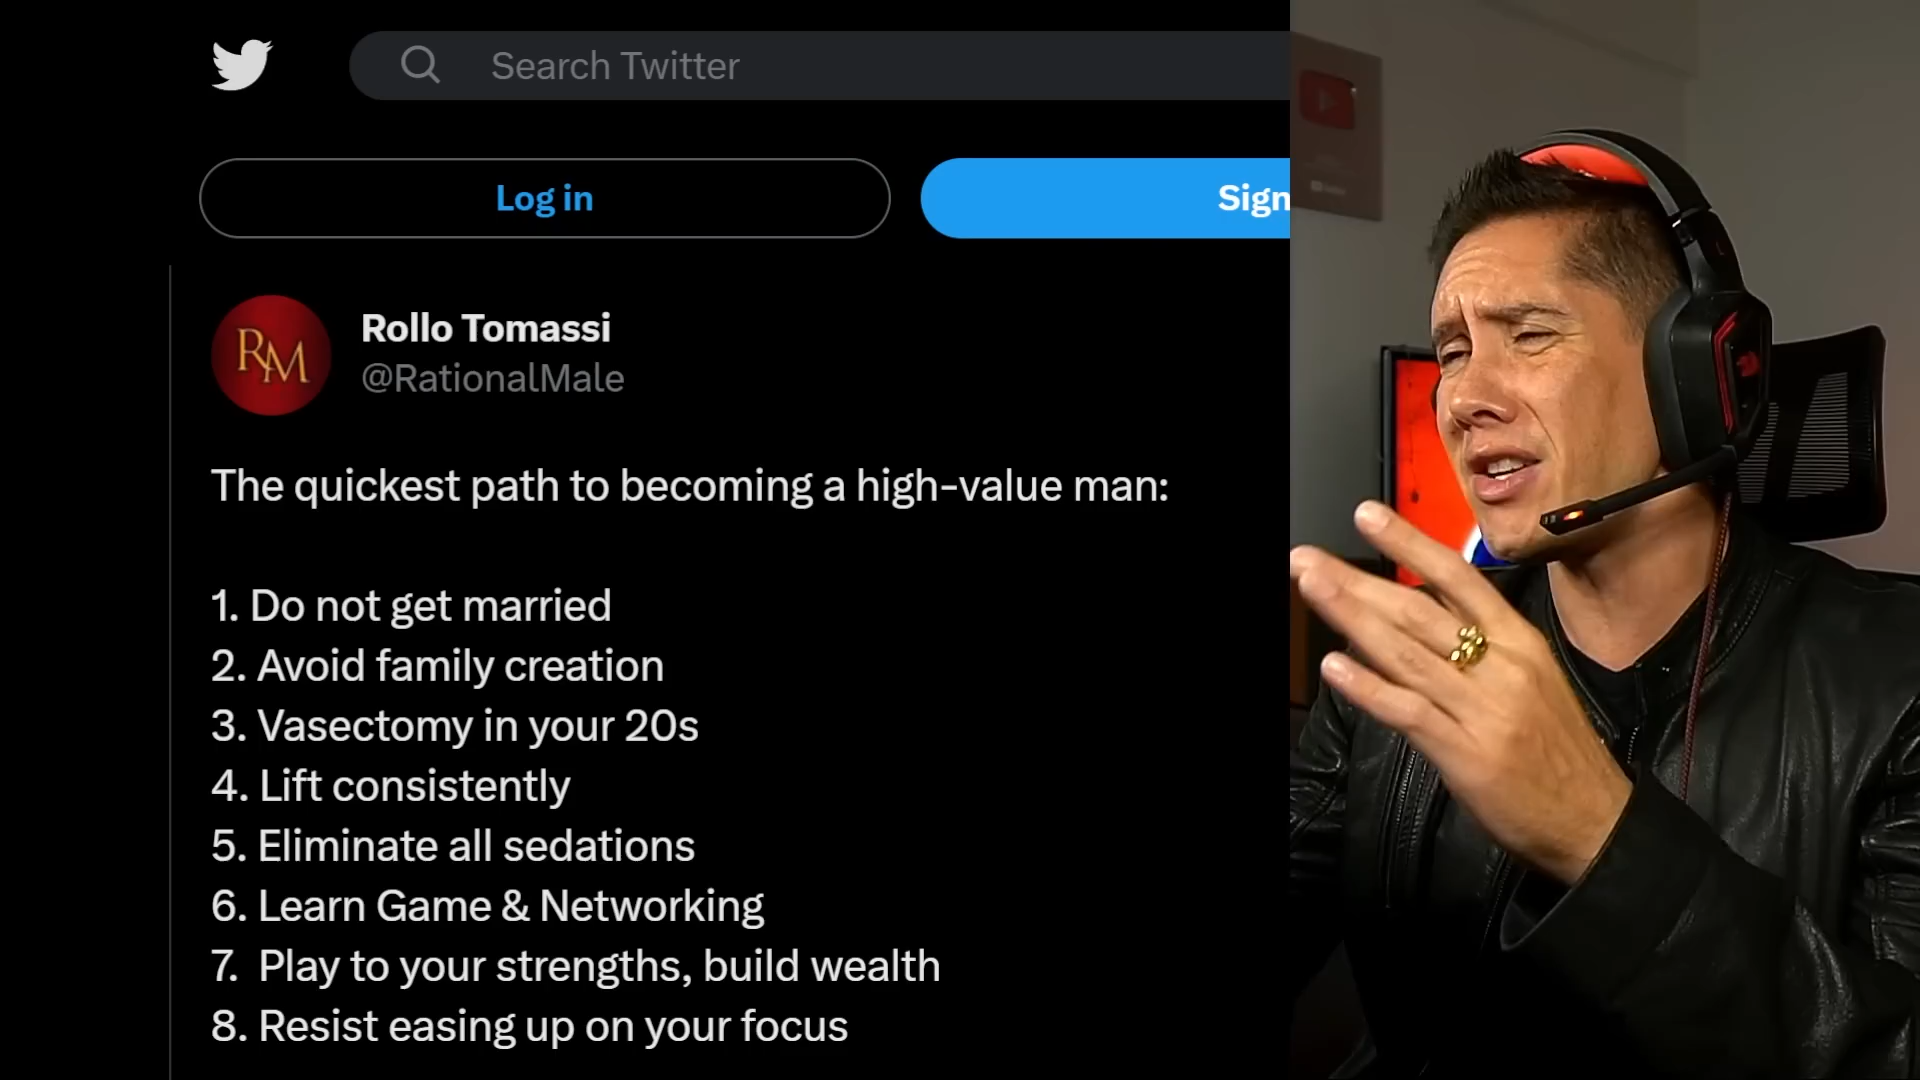 Search Twitter
Log in
Sign
Rollo Tomassi
@RationalMale
The quickest path to becoming a high-value man:
1. Do not get married
2. Avoid family creation
3. Vasectomy in your 20s
4. Lift consistently
5. Eliminate all sedations
6. Learn Game & Networking
7. Play to your strengths, build wealth
8. Resist easing up on your focus
RM